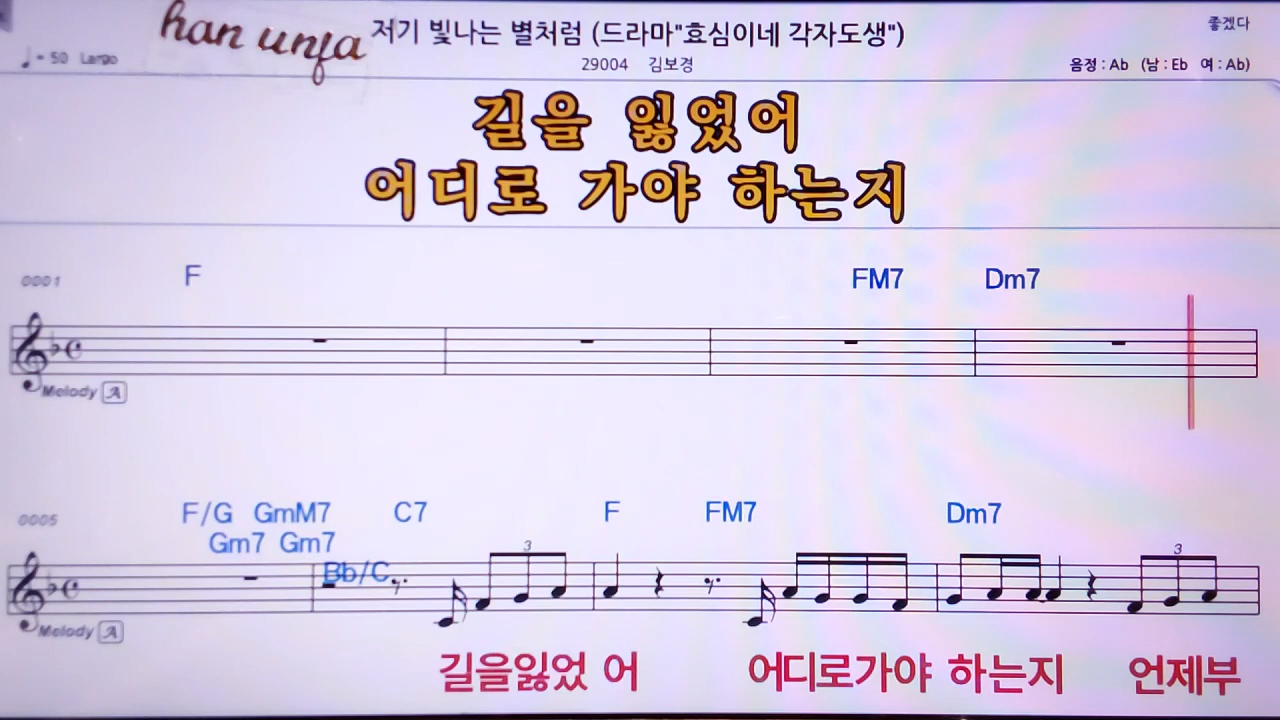 han unja
저기 빛나는 별처럼 (드라마"효심이네 각자도생")
좋겠다
♩= 50 Largo
29004 김보경
음정 : Ab (남 : Eb 여 : Ab)
길을 잃었어
어디로 가야 하는지
0001 F FM7 Dm7
Melody A
0005 F/G GmM7 C7 F FM7 Dm7
Gm7 Gm7
Bb/C
3 3
Melody A
길을잃었 어 어디로가야 하는지 언제부